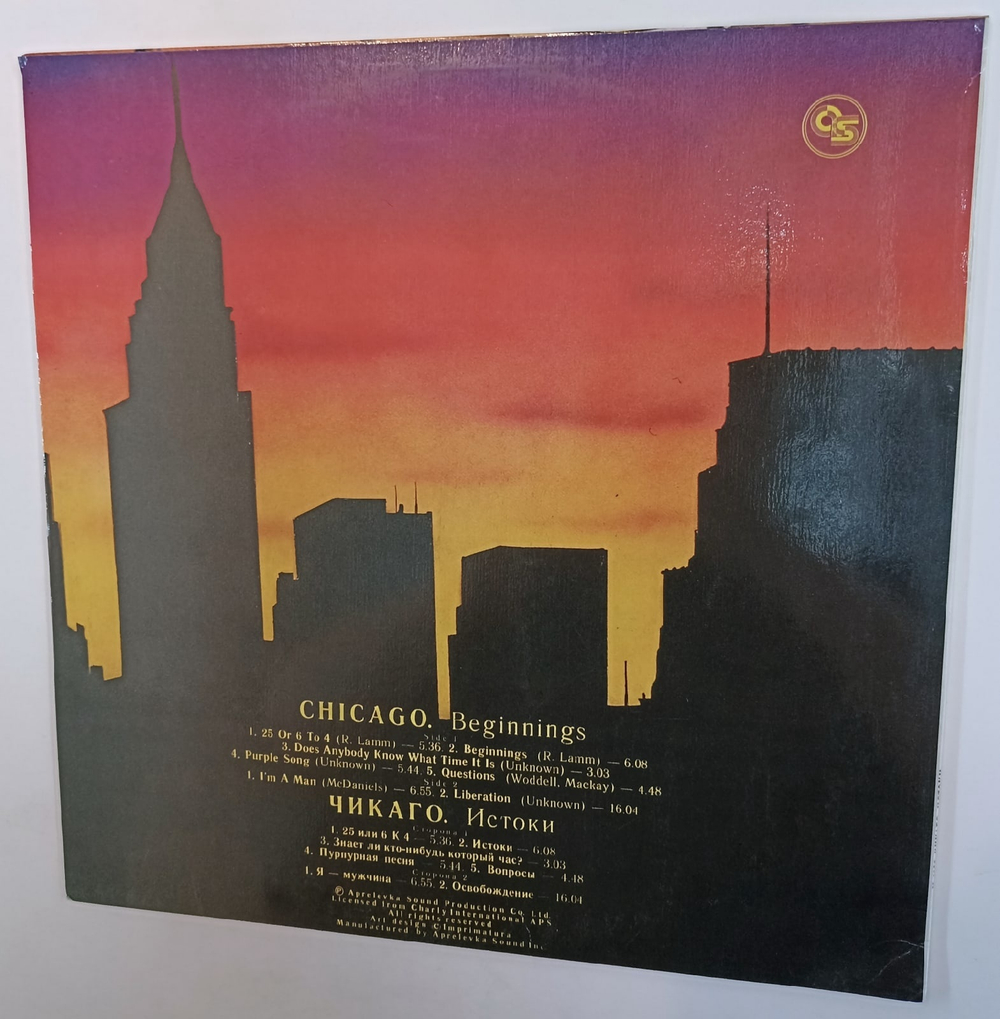 CHICAGO. Beginnings
Side 1
1. 25 Or 6 To 4 (R. Lamm) — 5.36. 2. Beginnings (R. Lamm) — 6.08
3. Does Anybody Know What Time It Is (Unknown) — 3.03
4. Purple Song (Unknown) — 5.44. 5. Questions (Woddell, Mackay) — 4.48
Side 2
1. I'm A Man (McDaniels) — 6.55. 2. Liberation (Unknown) — 16.04
ЧИКАГО. Истоки
Сторона 1
1. 25 или 6 К 4 — 5.36. 2. Истоки — 6.08
3. Знает ли кто-нибудь который час? — 3.03
4. Пурпурная песня — 5.44. 5. Вопросы — 4.48
Сторона 2
1. Я — мужчина — 6.55. 2. Освобождение — 16.04
℗ Aprelevka Sound Production Co. Ltd.
Licensed from Charly International APS
All rights reserved
Art design © Imprimatura
Manufactured by Aprelevka Sound Inc.